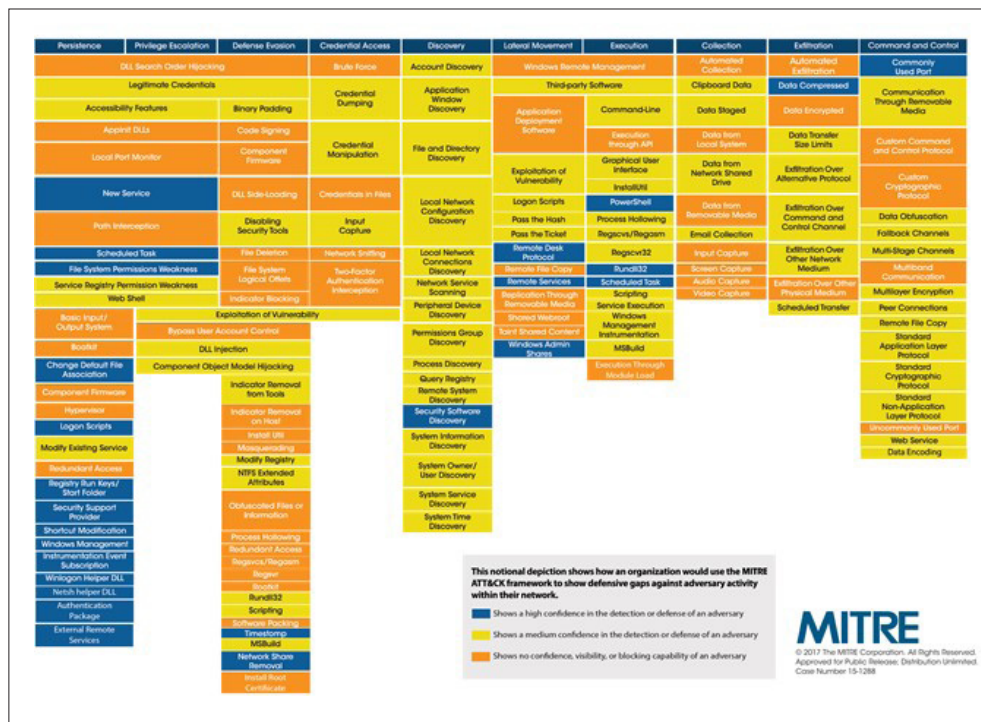 Persistence
Privilege Escalation
Defense Evasion
Credential Access
Discovery
Lateral Movement
Execution
Collection
Exfiltration
Command and Control
DLL Search Order Hijacking
Legitimate Credentials
Accessibility Features
AppInit DLLs
Local Port Monitor
New Service
Path Interception
Scheduled Task
File System Permissions Weakness
Service Registry Permission Weakness
Web Shell
Basic Input/
Output System
Bootkit
Change Default File
Association
Component Firmware
Hypervisor
Logon Scripts
Modify Existing Service
Redundant Access
Registry Run Keys/
Start Folder
Security Support
Provider
Shortcut Modification
Windows Management
Instrumentation Event
Subscription
Winlogon Helper DLL
Netsh helper DLL
Authentication
Package
External Remote
Services
Exploitation of Vulnerability
Bypass User Account Control
DLL Injection
Component Object Model Hijacking
Binary Padding
Code Signing
Component
Firmware
DLL Side-Loading
Disabling
Security Tools
File Deletion
File System
Logical Offsets
Indicator Blocking
Indicator Removal
from Tools
Indicator Removal
on Host
Install Util
Masquerading
Modify Registry
NTFS Extended
Attributes
Obfuscated Files or
Information
Process Hollowing
Redundant Access
Regsvcs/Regasm
Regsvr
Rootkit
Rundll32
Scripting
Software Packing
Timestomp
MSBuild
Network Share
Removal
Install Root
Certificate
Brute Force
Credential
Dumping
Credential
Manipulation
Credentials in Files
Input
Capture
Network Sniffing
Two-Factor
Authentication
Interception
Account Discovery
Application
Window
Discovery
File and Directory
Discovery
Local Network
Configuration
Discovery
Local Network
Connections
Discovery
Network Service
Scanning
Peripheral Device
Discovery
Permissions Group
Discovery
Process Discovery
Query Registry
Remote System
Discovery
Security Software
Discovery
System Information
Discovery
System Owner/
User Discovery
System Service
Discovery
System Time
Discovery
Windows Remote Management
Third-party Software
Application
Deployment
Software
Exploitation of
Vulnerability
Logon Scripts
Pass the Hash
Pass the Ticket
Remote Desk
Protocol
Remote File Copy
Remote Services
Replication Through
Removable Media
Shared Webroot
Taint Shared Content
Windows Admin
Shares
Command-Line
Execution
through API
Graphical User
Interface
InstallUtil
PowerShell
Process Hollowing
Regscvs/Regasm
Regscvr32
Rundll32
Scheduled Task
Scripting
Service Execution
Windows
Management
Instrumentation
MSBuild
Execution Through
Module Load
Automated
Collection
Clipboard Data
Data Staged
Data from
Local System
Data from
Network Shared
Drive
Data from
Removable Media
Email Collection
Input Capture
Screen Capture
Audio Capture
Video Capture
Automated
Exfiltration
Data Compressed
Data Encrypted
Data Transfer
Size Limits
Exfiltration Over
Alternative Protocol
Exfiltration Over
Command and
Control Channel
Exfiltration Over
Other Network
Medium
Exfiltration Over Other
Physical Medium
Scheduled Transfer
Commonly
Used Port
Communication
Through Removable
Media
Custom Command
and Control Protocol
Custom
Cryptographic
Protocol
Data Obfuscation
Fallback Channels
Multi-Stage Channels
Multiband
Communication
Multilayer Encryption
Peer Connections
Remote File Copy
Standard
Application Layer
Protocol
Standard
Cryptographic
Protocol
Standard
Non-Application
Layer Protocol
Uncommonly Used Port
Web Service
Data Encoding
This notional depiction shows how an organization would use the MITRE
ATT&CK framework to show defensive gaps against adversary activity
within their network.
Shows a high confidence in the detection or defense of an adversary
Shows a medium confidence in the detection or defense of an adversary
Shows no confidence, visibility, or blocking capability of an adversary
MITRE
© 2017 The MITRE Corporation. All Rights Reserved.
Approved for Public Release; Distribution Unlimited.
Case Number 15-1288